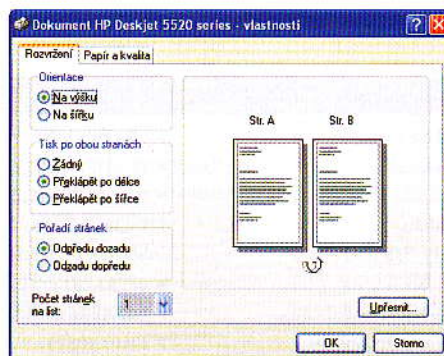 Dokument HP Deskjet 5520 series - vlastnosti
Rozvržení
Papír a kvalita
Orientace
Na výšku
Na šířku
Tisk po obou stranách
Žádný
Překlápět po délce
Překlápět po šířce
Pořadí stránek
Odpředu dozadu
Odzadu dopředu
Počet stránek
na list:
1
Str. A
Str. B
Upřesnit...
OK
Storno